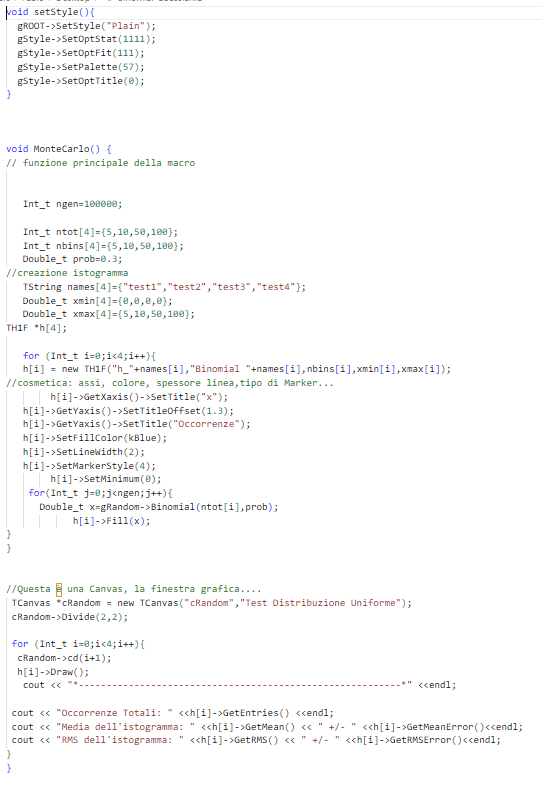 void setStyle(){
gROOT->SetStyle("Plain");
gStyle->SetOptStat(1111);
gStyle->SetOptFit(111);
gStyle->SetPalette(57);
gStyle->SetOptTitle(0);
}
void MonteCarlo() {
// funzione principale della macro
Int_t ngen=100000;
Int_t ntot[4]={5,10,50,100};
Int_t nbins[4]={5,10,50,100};
Double_t prob=0.3;
//creazione istogramma
TString names[4]={"test1","test2","test3","test4"};
Double_t xmin[4]={0,0,0,0};
Double_t xmax[4]={5,10,50,100};
TH1F *h[4];
for (Int_t i=0;i<4;i++){
h[i] = new TH1F("h_"+names[i],"Binomial "+names[i],nbins[i],xmin[i],xmax[i]);
//cosmetica: assi, colore, spessore linea,tipo di Marker...
h[i]->GetXaxis()->SetTitle("x");
h[i]->GetYaxis()->SetTitleOffset(1.3);
h[i]->GetYaxis()->SetTitle("Occorrenze");
h[i]->SetFillColor(kBlue);
h[i]->SetLineWidth(2);
h[i]->SetMarkerStyle(4);
h[i]->SetMinimum(0);
for(Int_t j=0;j<ngen;j++){
Double_t x=gRandom->Binomial(ntot[i],prob);
h[i]->Fill(x);
}
}
//Questa è una Canvas, la finestra grafica....
TCanvas *cRandom = new TCanvas("cRandom","Test Distribuzione Uniforme");
cRandom->Divide(2,2);
for (Int_t i=0;i<4;i++){
cRandom->cd(i+1);
h[i]->Draw();
cout << "*---------------------------------------------------*" <<endl;
cout << "Occorrenze Totali: " <<h[i]->GetEntries() <<endl;
cout << "Media dell'istogramma: " <<h[i]->GetMean() << " +/- " <<h[i]->GetMeanError()<<endl;
cout << "RMS dell'istogramma: " <<h[i]->GetRMS() << " +/- " <<h[i]->GetRMSError()<<endl;
}
}